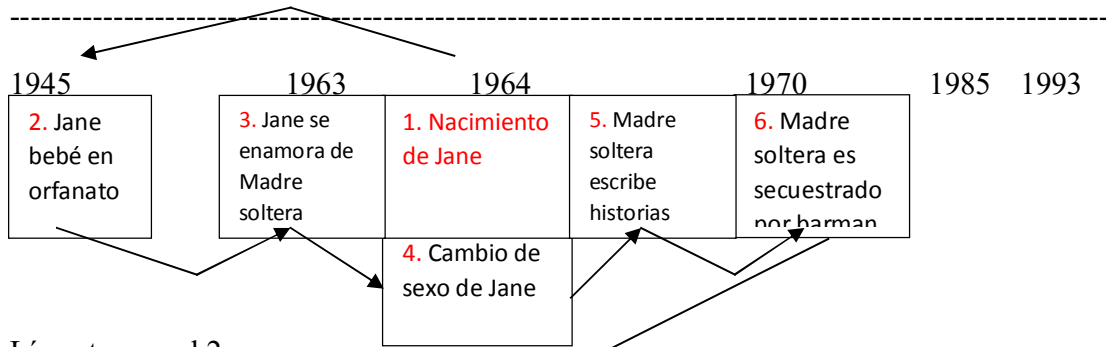 1945 1963 1964 1970 1985 1993
2. Jane
bebé en
orfanato
3. Jane se
enamora de
Madre
soltera
1. Nacimiento
de Jane
5. Madre
soltera
escribe
historias
6. Madre
soltera es
secuestrado
por barman
4. Cambio de
sexo de Jane